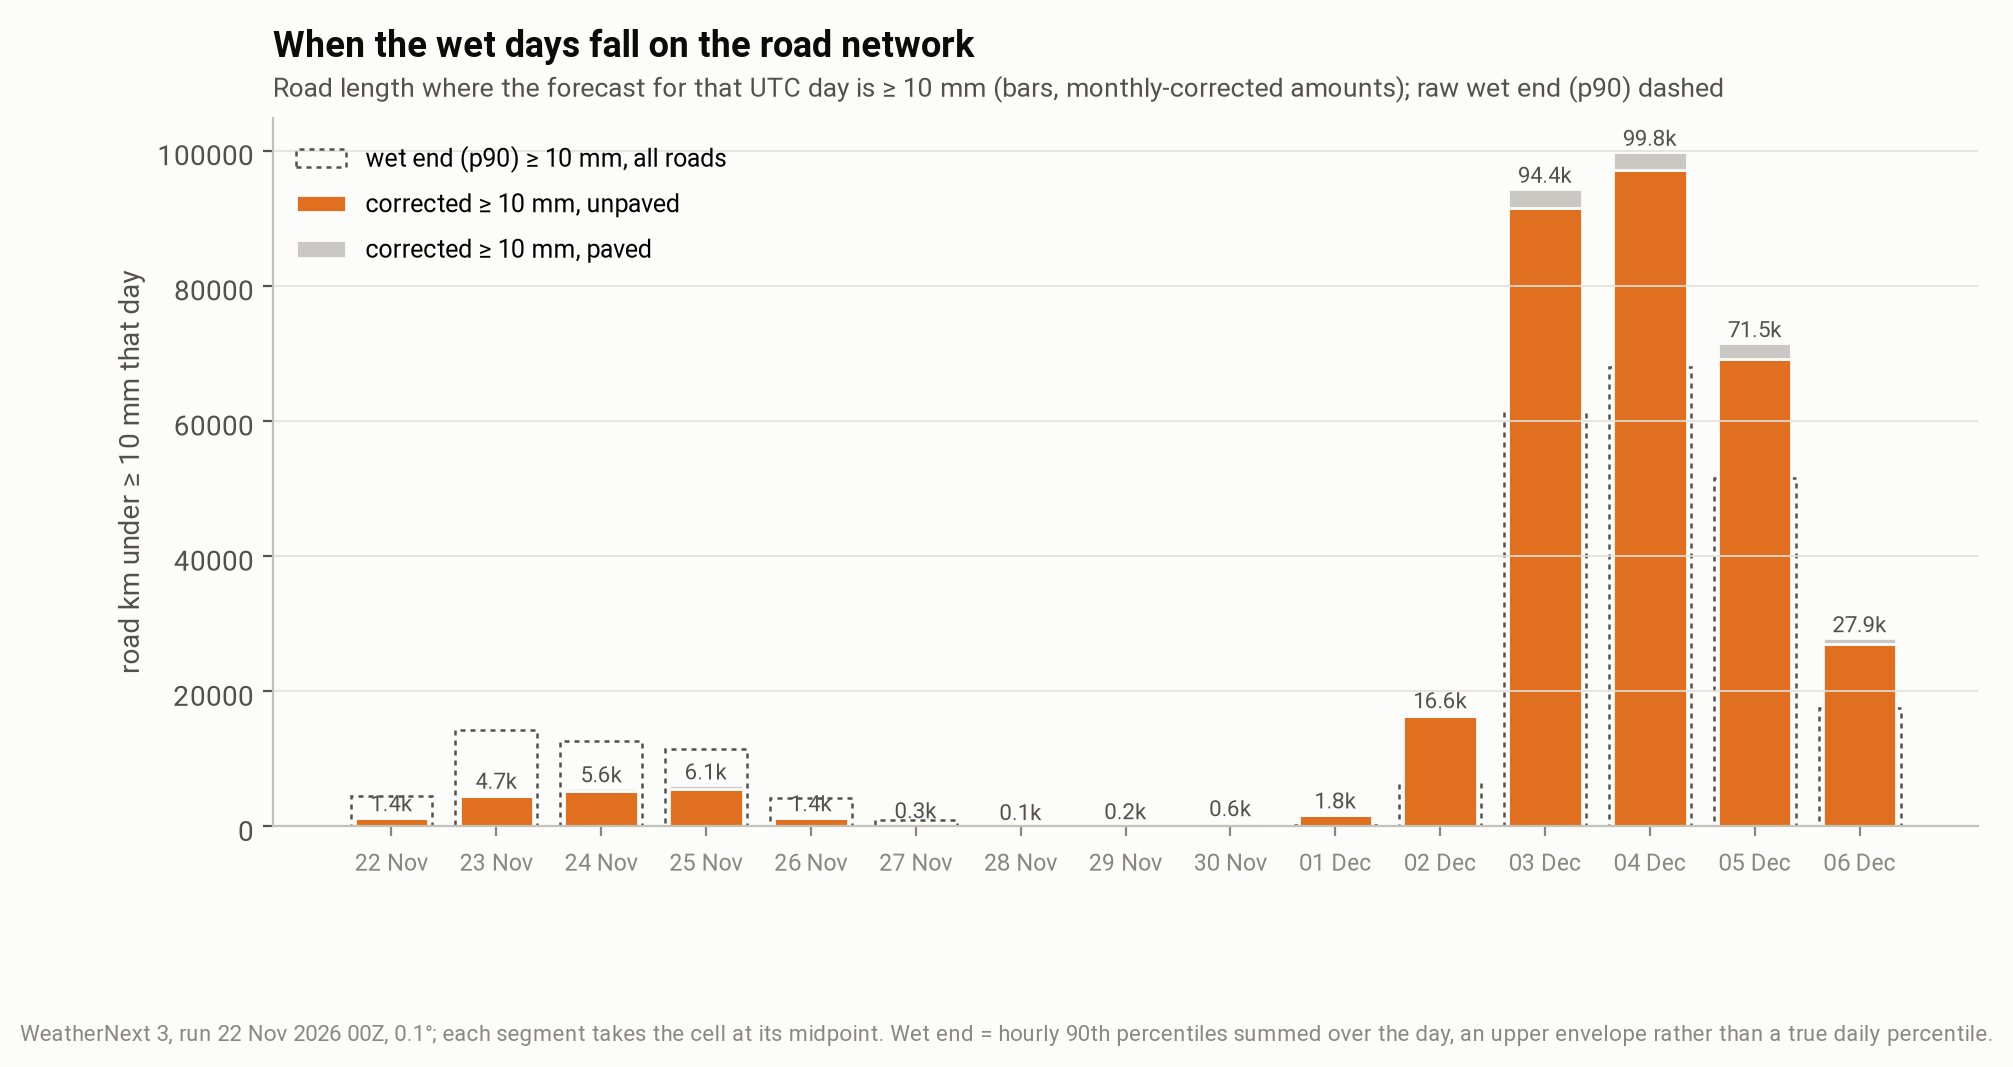 When the wet days fall on the road network
Road length where the forecast for that UTC day is ≥ 10 mm (bars, monthly-corrected amounts); raw wet end (p90) dashed
wet end (p90) ≥ 10 mm, all roads
corrected ≥ 10 mm, unpaved
corrected ≥ 10 mm, paved
road km under ≥ 10 mm that day
100000
80000
60000
40000
20000
0
1.4k
4.7k
5.6k
6.1k
1.4k
0.3k
0.1k
0.2k
0.6k
1.8k
16.6k
94.4k
99.8k
71.5k
27.9k
22 Nov
23 Nov
24 Nov
25 Nov
26 Nov
27 Nov
28 Nov
29 Nov
30 Nov
01 Dec
02 Dec
03 Dec
04 Dec
05 Dec
06 Dec
WeatherNext 3, run 22 Nov 2026 00Z, 0.1°; each segment takes the cell at its midpoint. Wet end = hourly 90th percentiles summed over the day, an upper envelope rather than a true daily percentile.